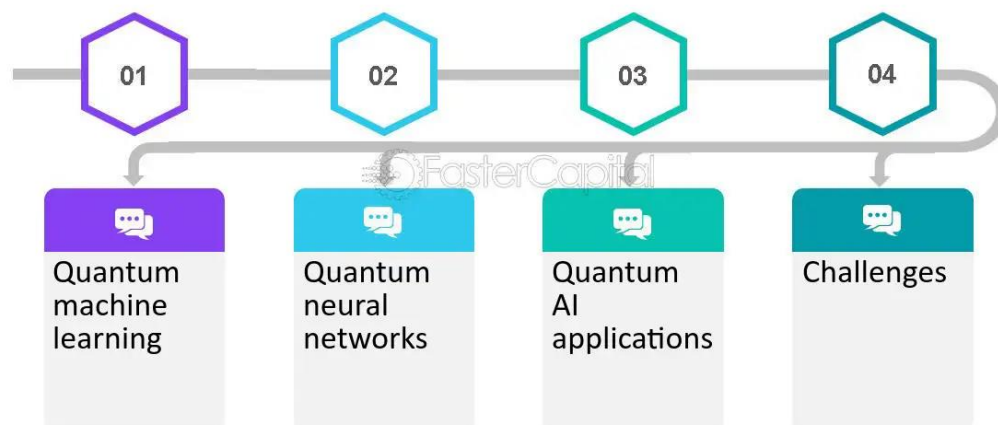 01
02
03
04
FasterCapital
Quantum
machine
learning
Quantum
neural
networks
Quantum
AI
applications
Challenges